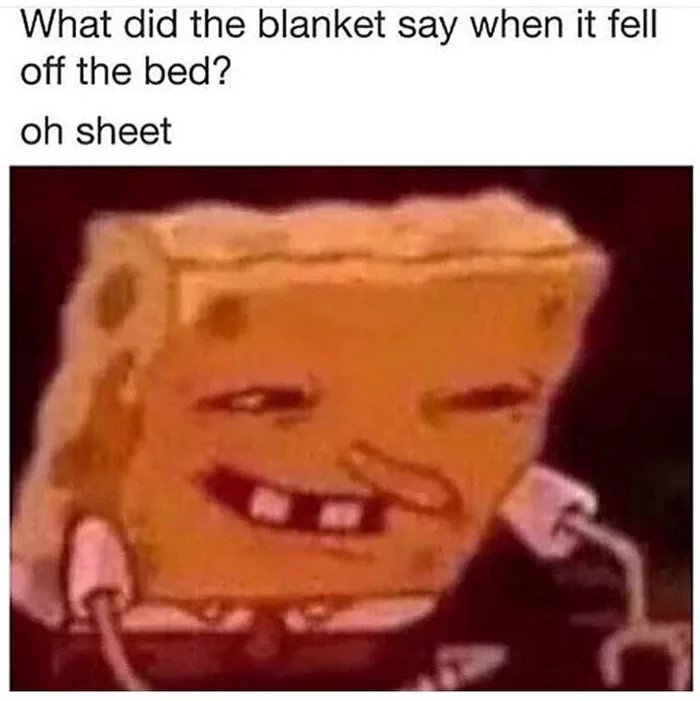 What did the blanket say when it fell
off the bed?
oh sheet